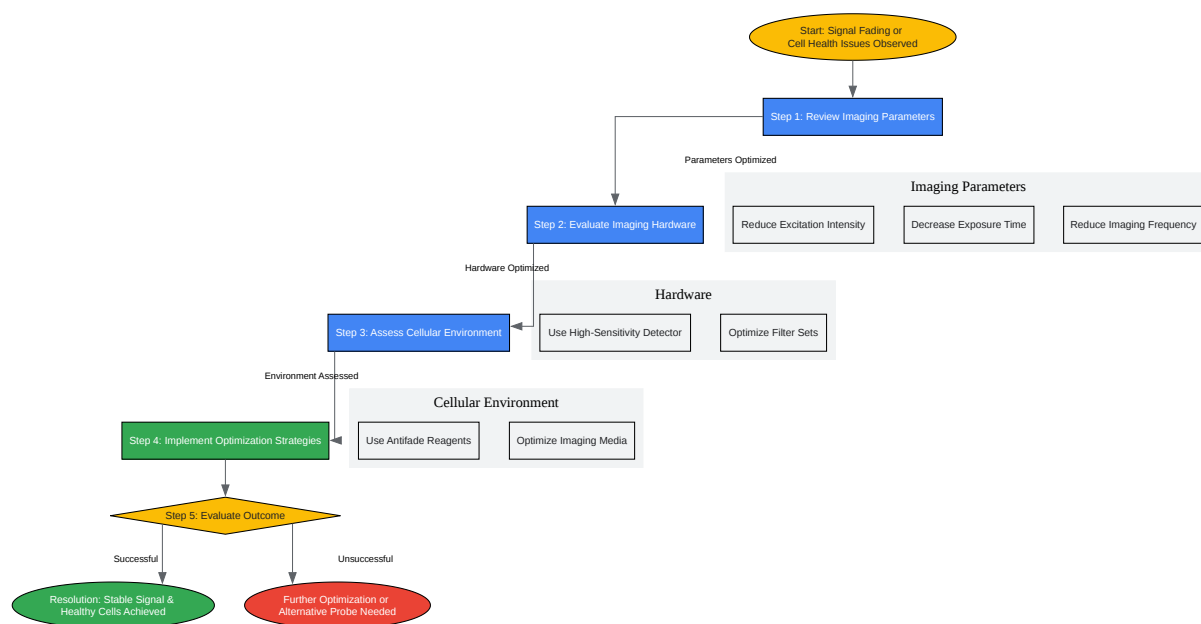 Start: Signal Fading or
Cell Health Issues Observed
Step 1: Review Imaging Parameters
Parameters Optimized
Imaging Parameters
Step 2: Evaluate Imaging Hardware
Reduce Excitation Intensity
Decrease Exposure Time
Reduce Imaging Frequency
Hardware Optimized
Hardware
Step 3: Assess Cellular Environment
Use High-Sensitivity Detector
Optimize Filter Sets
Environment Assessed
Cellular Environment
Step 4: Implement Optimization Strategies
Use Antifade Reagents
Optimize Imaging Media
Step 5: Evaluate Outcome
Successful
Unsuccessful
Resolution: Stable Signal &
Healthy Cells Achieved
Further Optimization or
Alternative Probe Needed